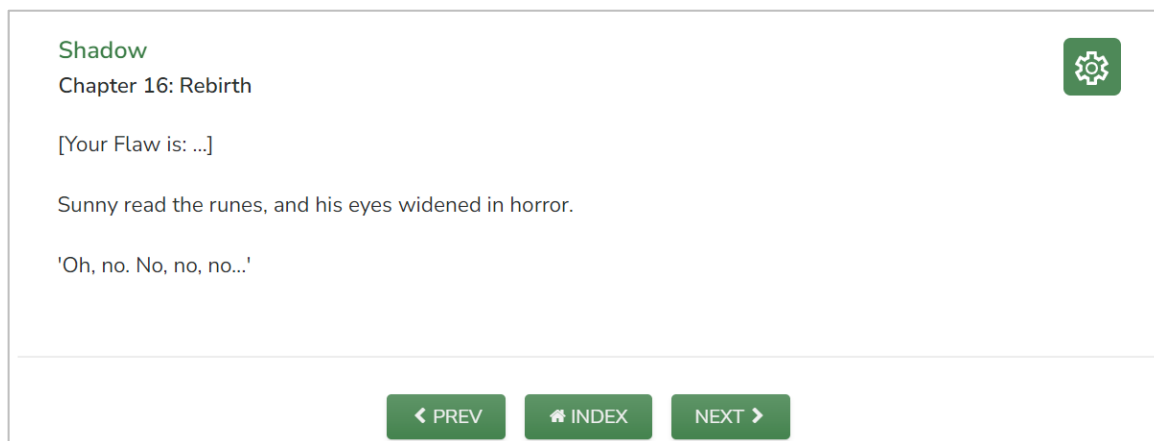 Shadow
Chapter 16: Rebirth
[Your Flaw is: ...]
Sunny read the runes, and his eyes widened in horror.
'Oh, no. No, no, no...'
PREV
INDEX
NEXT